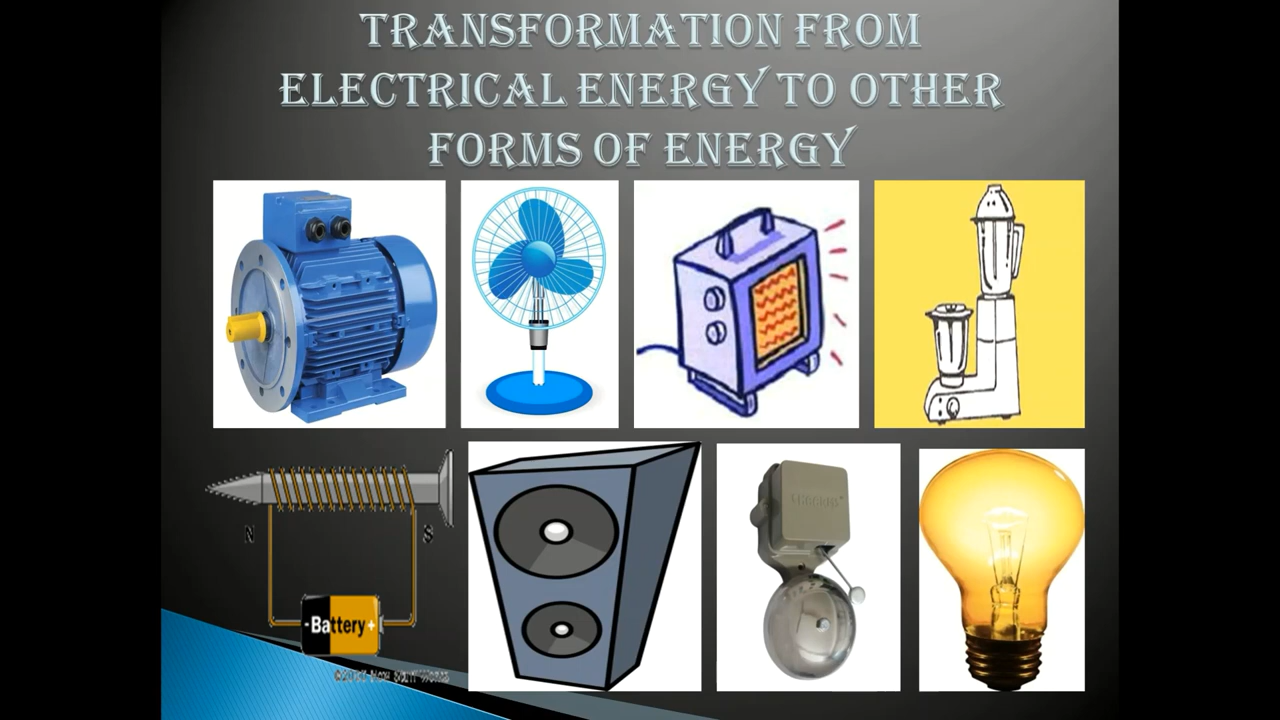 TRANSFORMATION FROM
ELECTRICAL ENERGY TO OTHER
FORMS OF ENERGY
N
S
-Battery+